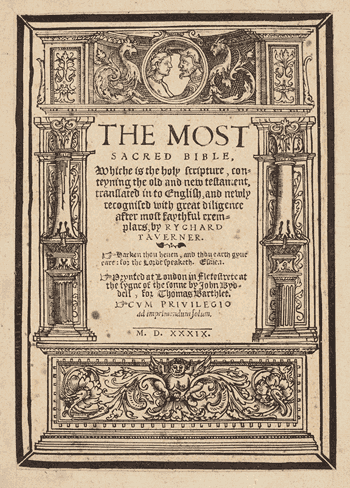 THE MOST
SACRED BIBLE,
Whiche is the holy scripture, con-
teyning the old and new testament,
translated in to English, and newly
recognised with great diligence
after most faythful exem-
plars, by RYCHARD
TAVERNER.
Harken thou heuen, and thou earth gyue
eare: for the Lorde speaketh. Esaie.i.
Prynted at London in Fletestrete at
the sygne of the sonne by John Byd-
dell, for Thomas Barthlet.
CVM PRIVILEGIO
ad imprimendum solum.
M. D. XXXIX.